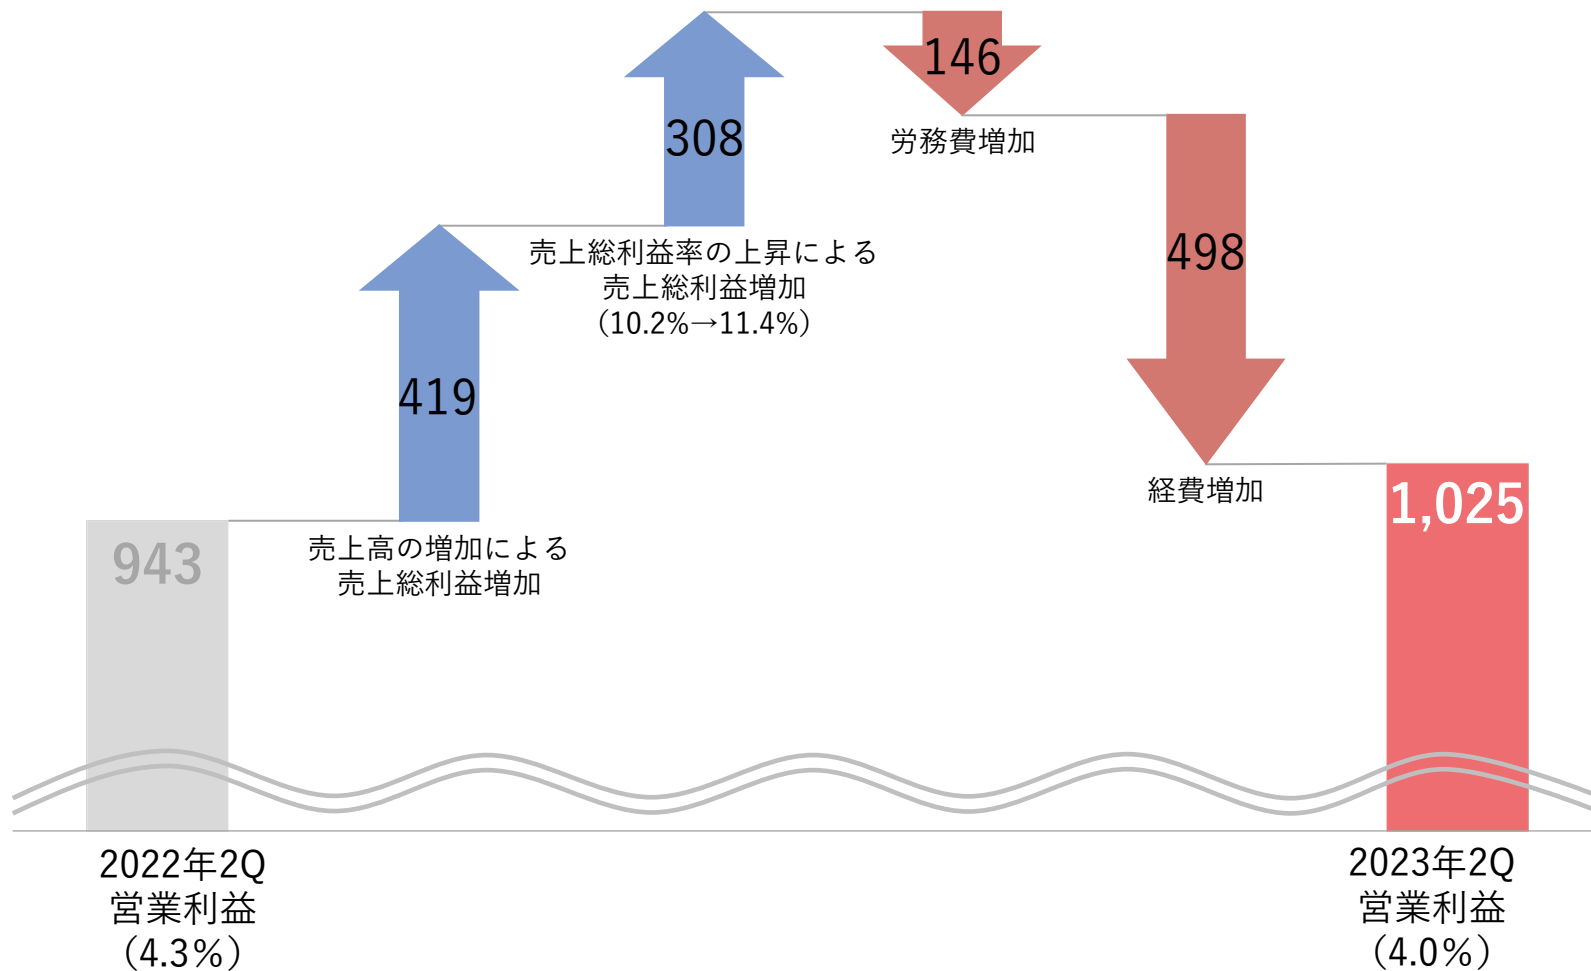 943
2022年2Q
営業利益
(4.3%)
419
売上高の増加による
売上総利益増加
308
売上総利益率の上昇による
売上総利益増加
(10.2%→11.4%)
146
労務費増加
498
経費増加
1,025
2023年2Q
営業利益
(4.0%)